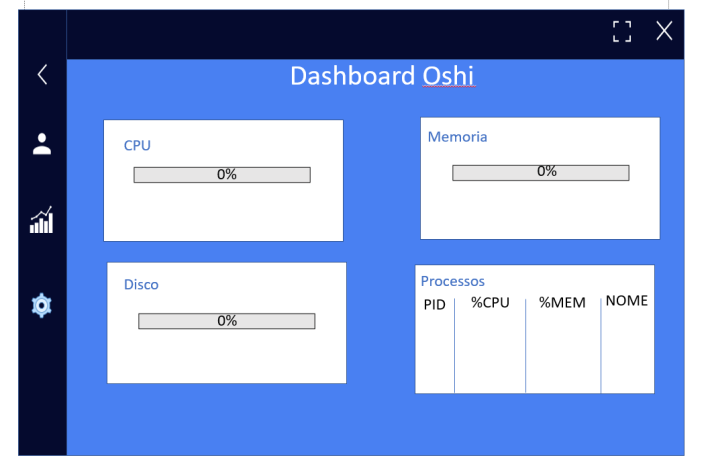 Dashboard Oshi
CPU
0%
Memoria
0%
Disco
0%
Processos
PID %CPU %MEM NOME